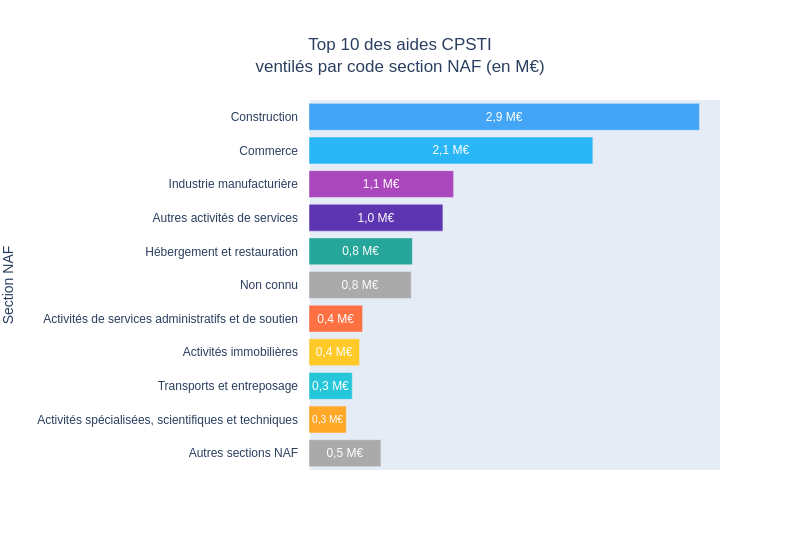 Top 10 des aides CPSTI
ventilés par code section NAF (en M€)
Section NAF
Construction 2,9 M€
Commerce 2,1 M€
Industrie manufacturière 1,1 M€
Autres activités de services 1,0 M€
Hébergement et restauration 0,8 M€
Non connu 0,8 M€
Activités de services administratifs et de soutien 0,4 M€
Activités immobilières 0,4 M€
Transports et entreposage 0,3 M€
Activités spécialisées, scientifiques et techniques 0,3 M€
Autres sections NAF 0,5 M€